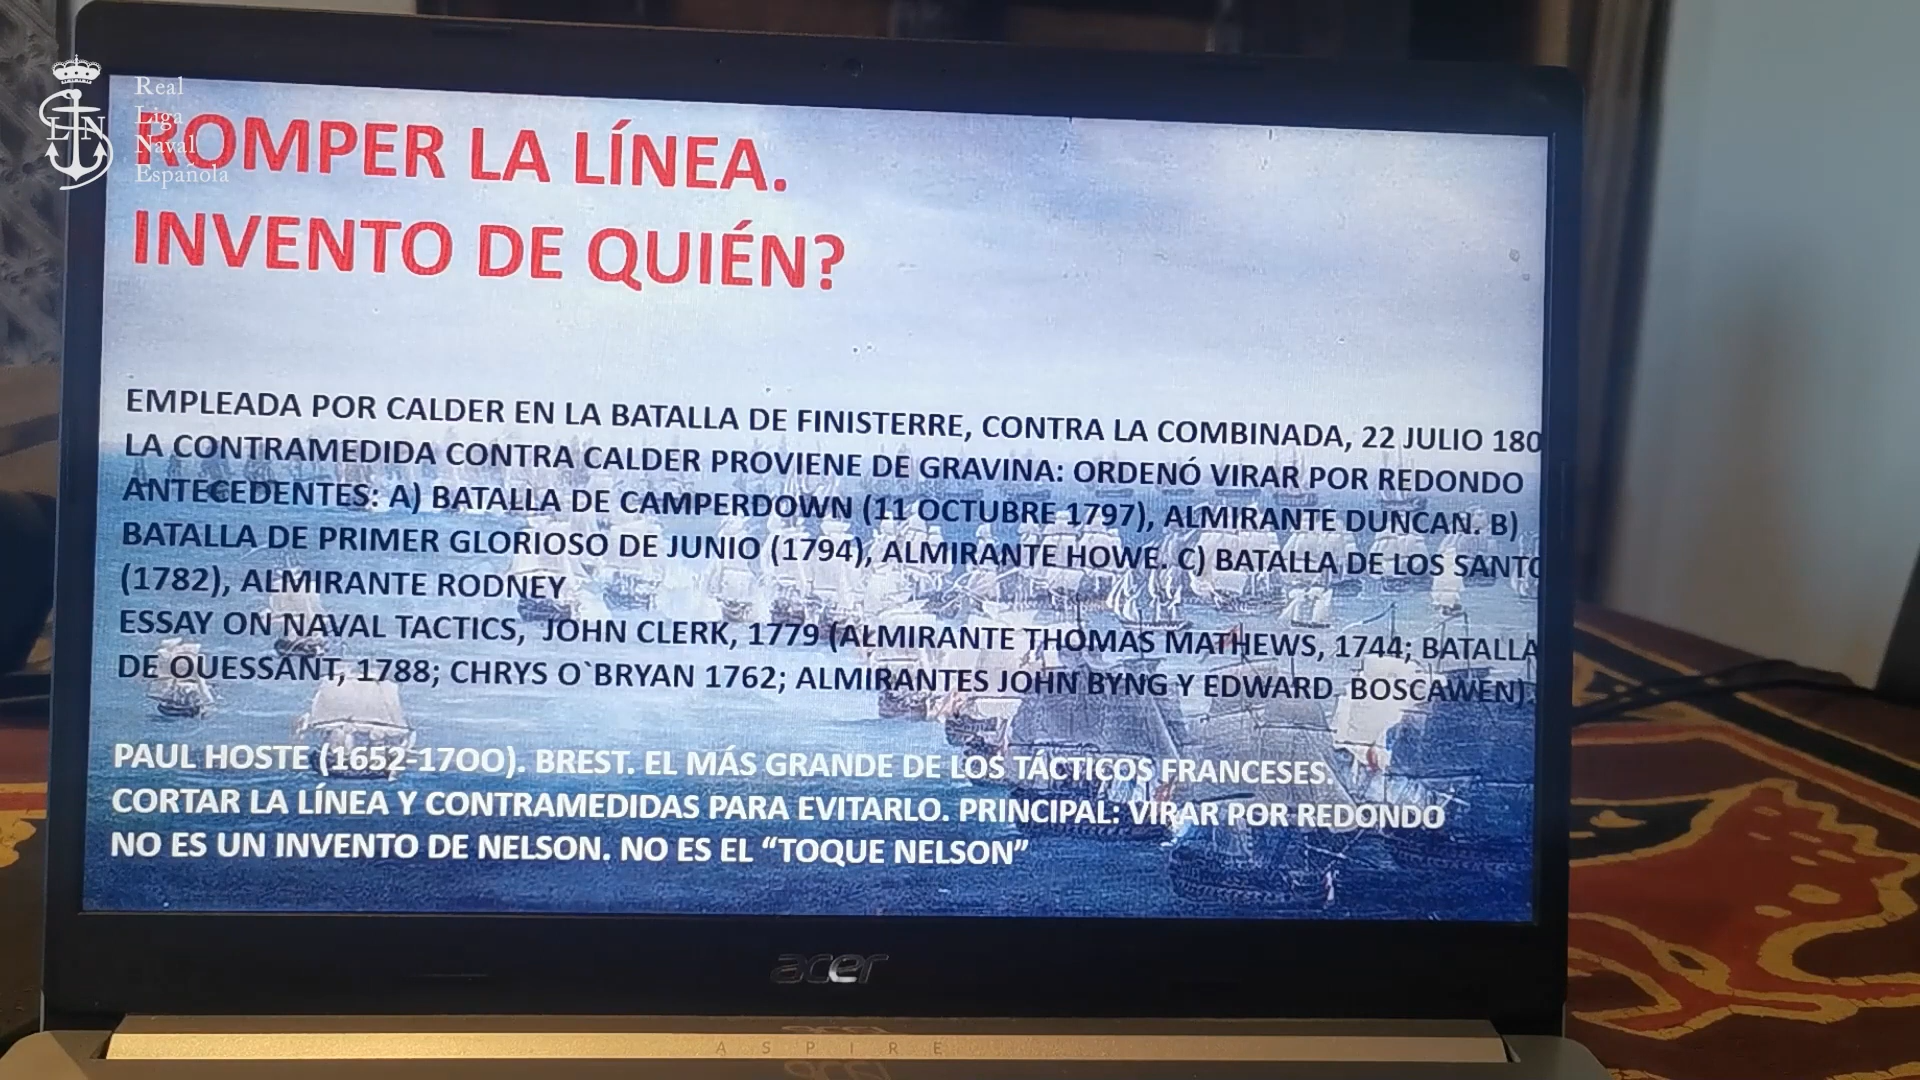 Real
Liga
Naval
Española
LN
ROMPER LA LÍNEA.
INVENTO DE QUIÉN?
EMPLEADA POR CALDER EN LA BATALLA DE FINISTERRE, CONTRA LA COMBINADA, 22 JULIO 180
LA CONTRAMEDIDA CONTRA CALDER PROVIENE DE GRAVINA: ORDENÓ VIRAR POR REDONDO
ANTECEDENTES: A) BATALLA DE CAMPERDOWN (11 OCTUBRE 1797), ALMIRANTE DUNCAN. B)
BATALLA DE PRIMER GLORIOSO DE JUNIO (1794), ALMIRANTE HOWE. C) BATALLA DE LOS SANTO
(1782), ALMIRANTE RODNEY
ESSAY ON NAVAL TACTICS, JOHN CLERK, 1779 (ALMIRANTE THOMAS MATHEWS, 1744; BATALLA
DE OUESSANT, 1788; CHRYS O`BRYAN 1762; ALMIRANTES JOHN BYNG Y EDWARD BOSCAWEN).
PAUL HOSTE (1652-17OO). BREST. EL MÁS GRANDE DE LOS TÁCTICOS FRANCESES.
CORTAR LA LÍNEA Y CONTRAMEDIDAS PARA EVITARLO. PRINCIPAL: VIRAR POR REDONDO
NO ES UN INVENTO DE NELSON. NO ES EL “TOQUE NELSON”
acer
ASPIRE